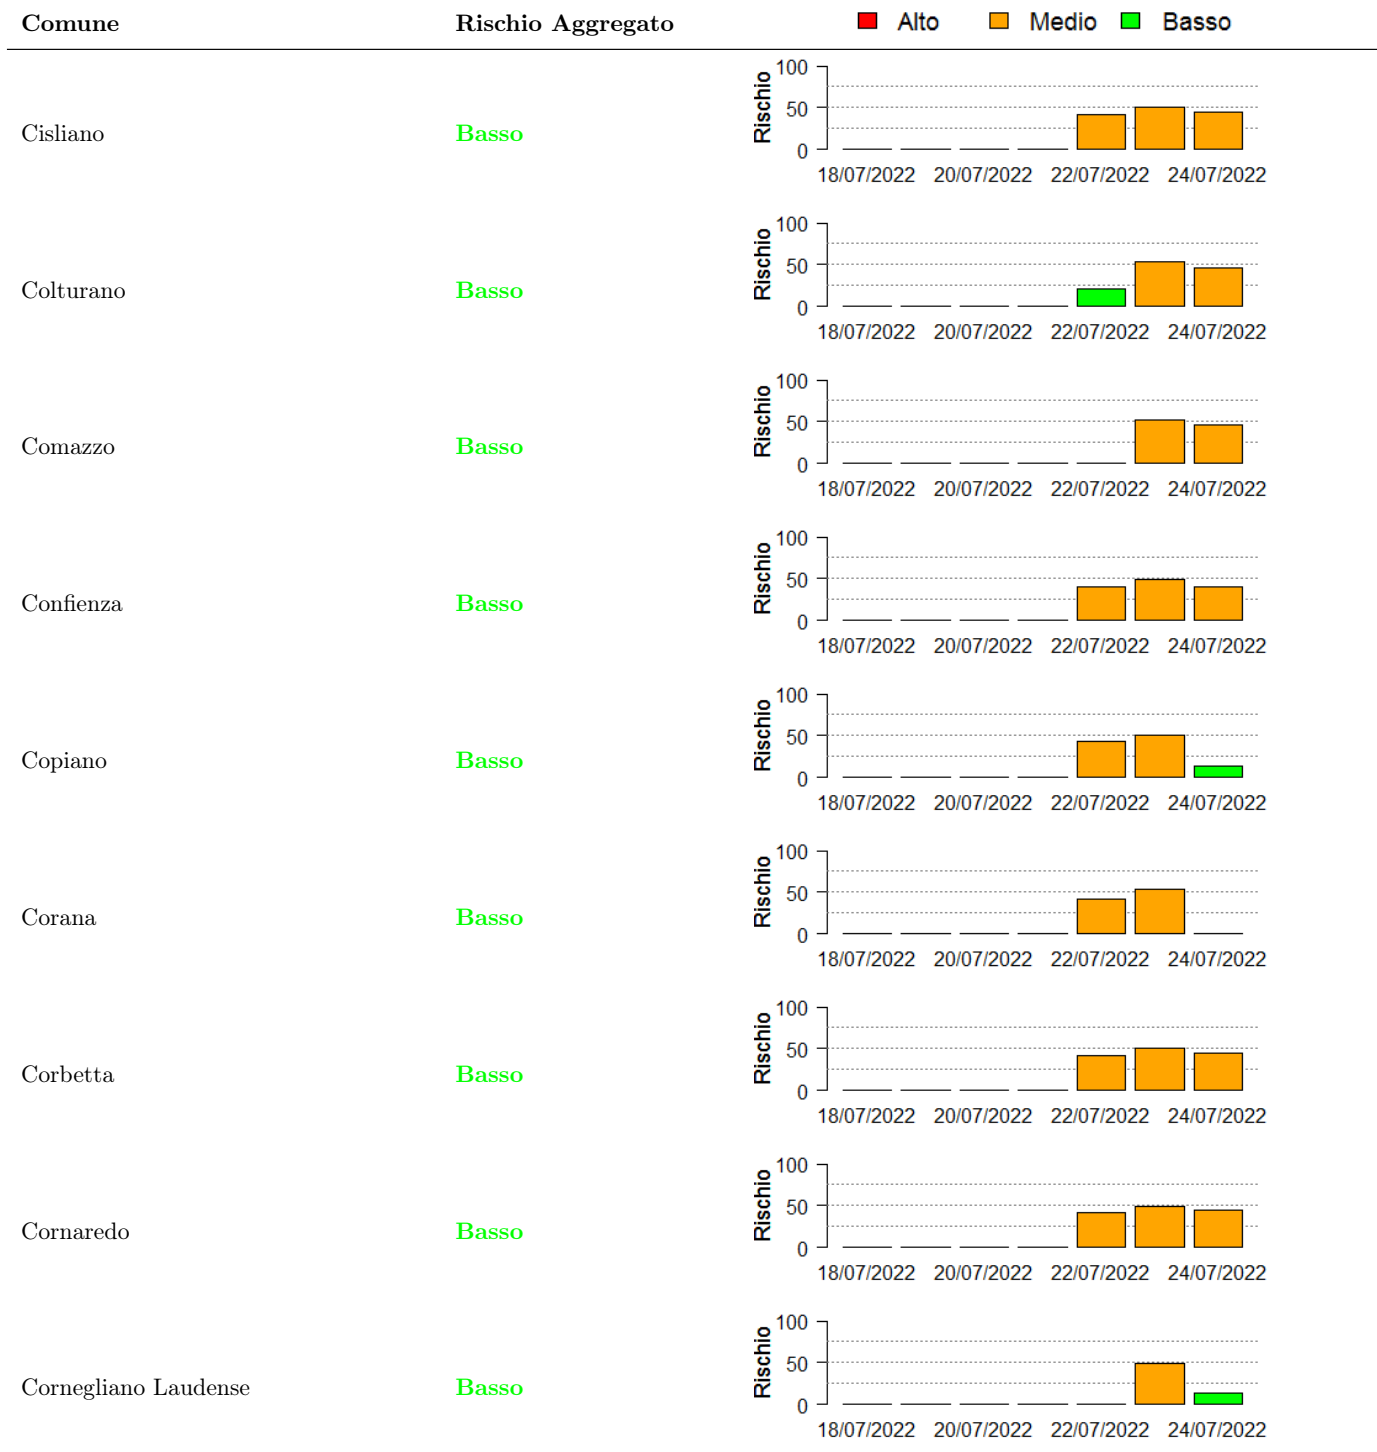 Comune Rischio Aggregato Alto Medio Basso
100
50
0
Rischio
Cisliano Basso
18/07/2022 20/07/2022 22/07/2022 24/07/2022
100
50
0
Rischio
Colturano Basso
18/07/2022 20/07/2022 22/07/2022 24/07/2022
100
50
0
Rischio
Comazzo Basso
18/07/2022 20/07/2022 22/07/2022 24/07/2022
100
50
0
Rischio
Confienza Basso
18/07/2022 20/07/2022 22/07/2022 24/07/2022
100
50
0
Rischio
Copiano Basso
18/07/2022 20/07/2022 22/07/2022 24/07/2022
100
50
0
Rischio
Corana Basso
18/07/2022 20/07/2022 22/07/2022 24/07/2022
100
50
0
Rischio
Corbetta Basso
18/07/2022 20/07/2022 22/07/2022 24/07/2022
100
50
0
Rischio
Cornaredo Basso
18/07/2022 20/07/2022 22/07/2022 24/07/2022
100
50
0
Rischio
Cornegliano Laudense Basso
18/07/2022 20/07/2022 22/07/2022 24/07/2022